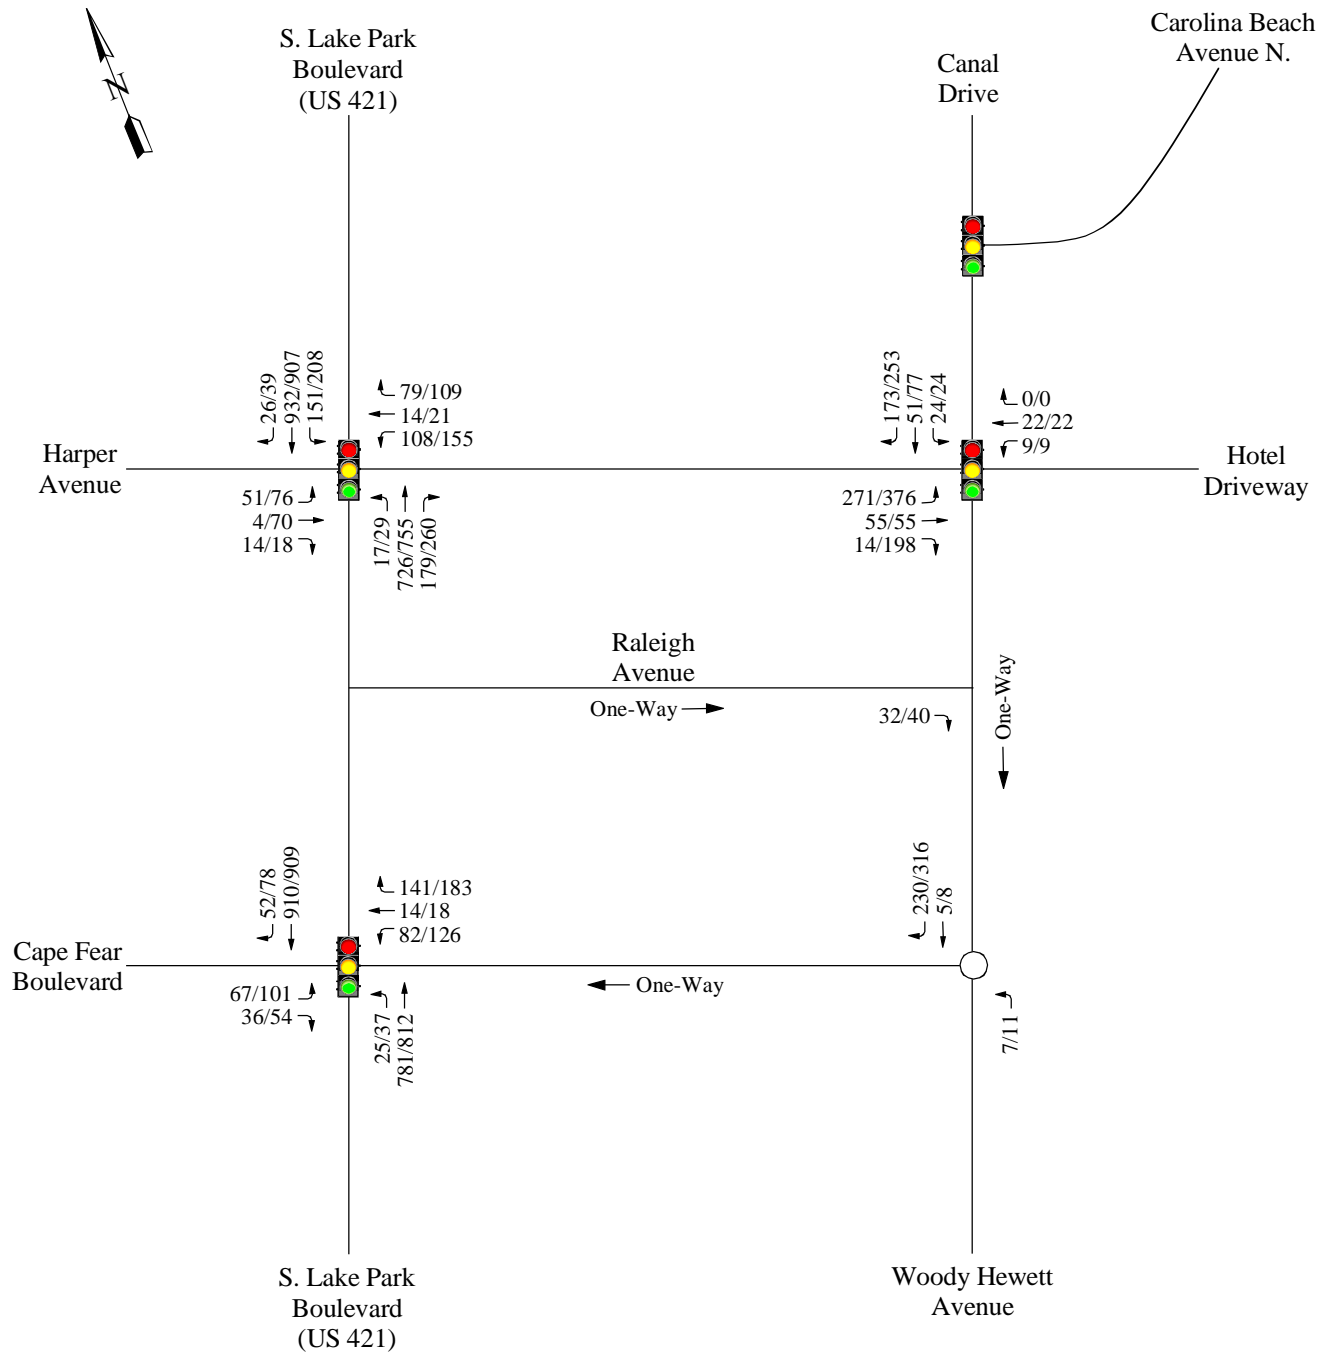 Carolina Beach
Avenue N.
S. Lake Park
Boulevard
(US 421)
Canal
Drive
N
26/39
932/907
151/208
79/109
14/21
108/155
173/253
51/77
24/24
0/0
22/22
9/9
Harper
Avenue
Hotel
Driveway
51/76
4/70
14/18
17/29
726/755
179/260
271/376
55/55
14/198
Raleigh
Avenue
One-Way
32/40
One-Way
52/78
910/909
141/183
14/18
82/126
230/316
5/8
Cape Fear
Boulevard
67/101
36/54
25/37
781/812
One-Way
7/11
S. Lake Park
Boulevard
(US 421)
Woody Hewett
Avenue